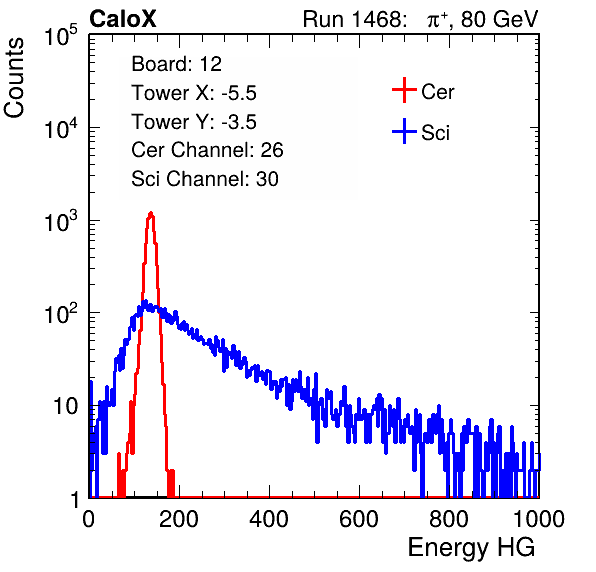 CaloX Run 1468: π⁺, 80 GeV
Counts
10⁵
10⁴
10³
10²
10
1
Board: 12
Tower X: -5.5
Tower Y: -3.5
Cer Channel: 26
Sci Channel: 30
Cer
Sci
0 200 400 600 800 1000
Energy HG